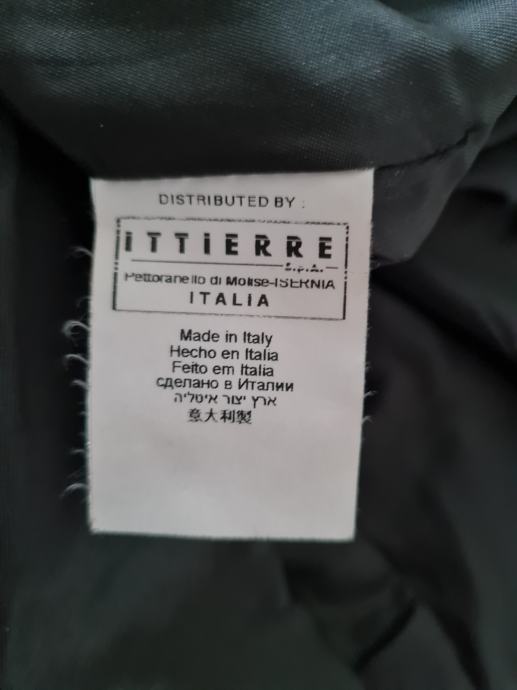 DISTRIBUTED BY :
ITTIERRE
S.p.A.
Pettoranello di Molise-ISERNIA
ITALIA
Made in Italy
Hecho en Italia
Feito em Italia
сделано в Италии
ארץ יצור איטליה
意大利製